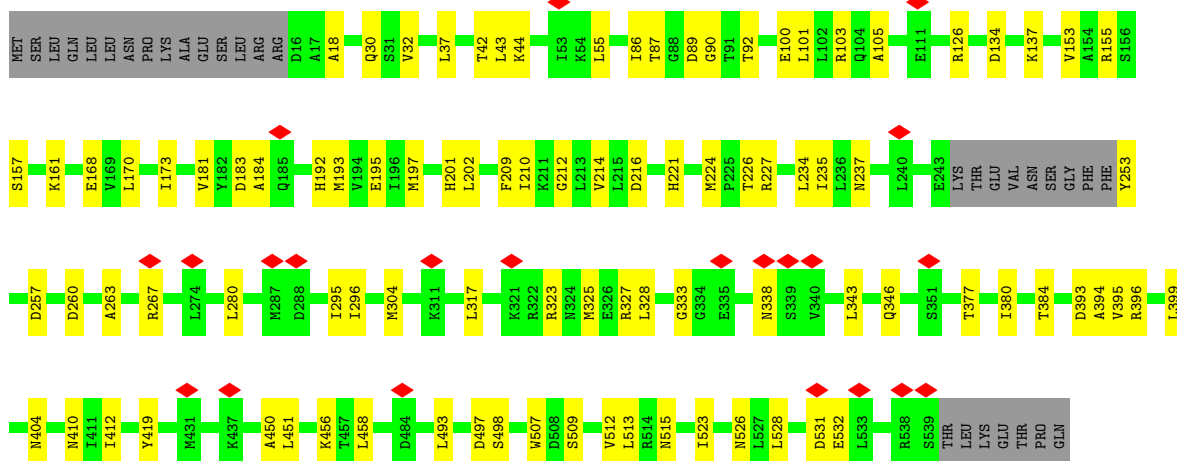 MET SER LEU GLN LEU LEU ASN PRO LYS ALA GLU SER LEU ARG ARG D16 A17 A18 Q30 S31 V32 L37 T42 L43 K44 I53 K54 L55 I86 T87 G88 D89 G90 T91 T92 E100 L101 L102 R103 Q104 A105 E111 R126 D134 K137 V153 A154 R155 S156
S157 K161 E168 V169 L170 I173 V181 Y182 D183 A184 Q185 H192 M193 V194 E195 I196 M197 H201 L202 F209 I210 K211 G212 L213 V214 L215 D216 H221 M224 P225 T226 R227 L234 I235 L236 N237 L240 E243 LYS THR GLU VAL ASN SER GLY PHE PHE Y253
D257 D260 A263 R267 L274 L280 M287 D288 I295 I296 M304 K311 L317 K321 R322 R323 N324 M325 E326 R327 L328 G333 G334 E335 N338 S339 V340 L343 Q346 S351 T377 I380 T384 D393 A394 V395 R396 L399
N404 N410 I411 I412 Y419 M431 K437 A450 L451 K456 T457 L458 D484 L493 D497 S498 W507 D508 S509 V512 L513 R514 N515 I523 N526 L527 L528 D531 E532 L533 R538 S539 THR LEU LYS GLU THR PRO GLN